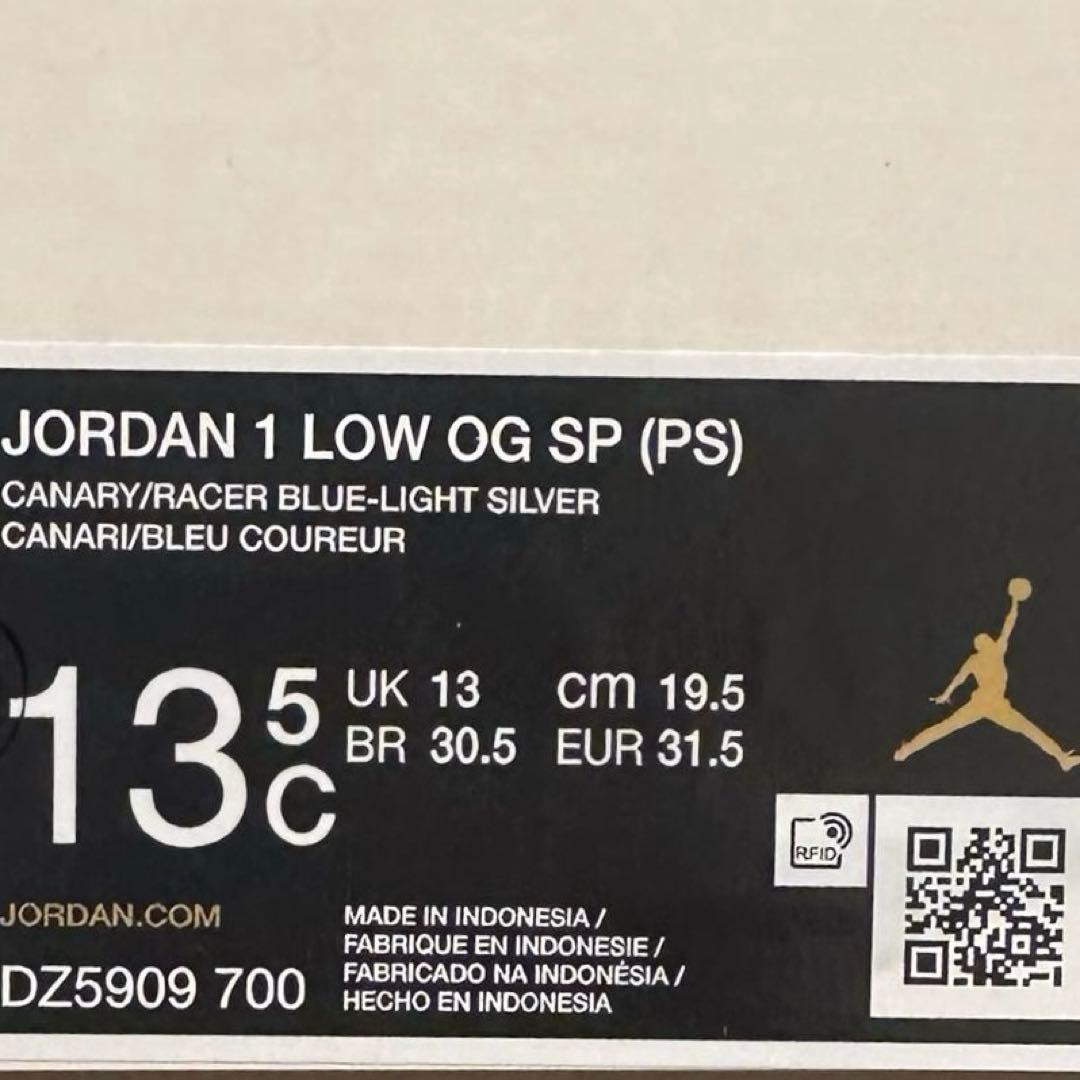 JORDAN 1 LOW OG SP (PS)
CANARY/RACER BLUE-LIGHT SILVER
CANARI/BLEU COUREUR
13 5 C
UK 13 cm 19.5
BR 30.5 EUR 31.5
RFID
JORDAN.COM
DZ5909 700
MADE IN INDONESIA /
FABRIQUE EN INDONESIE /
FABRICADO NA INDONÉSIA /
HECHO EN INDONESIA